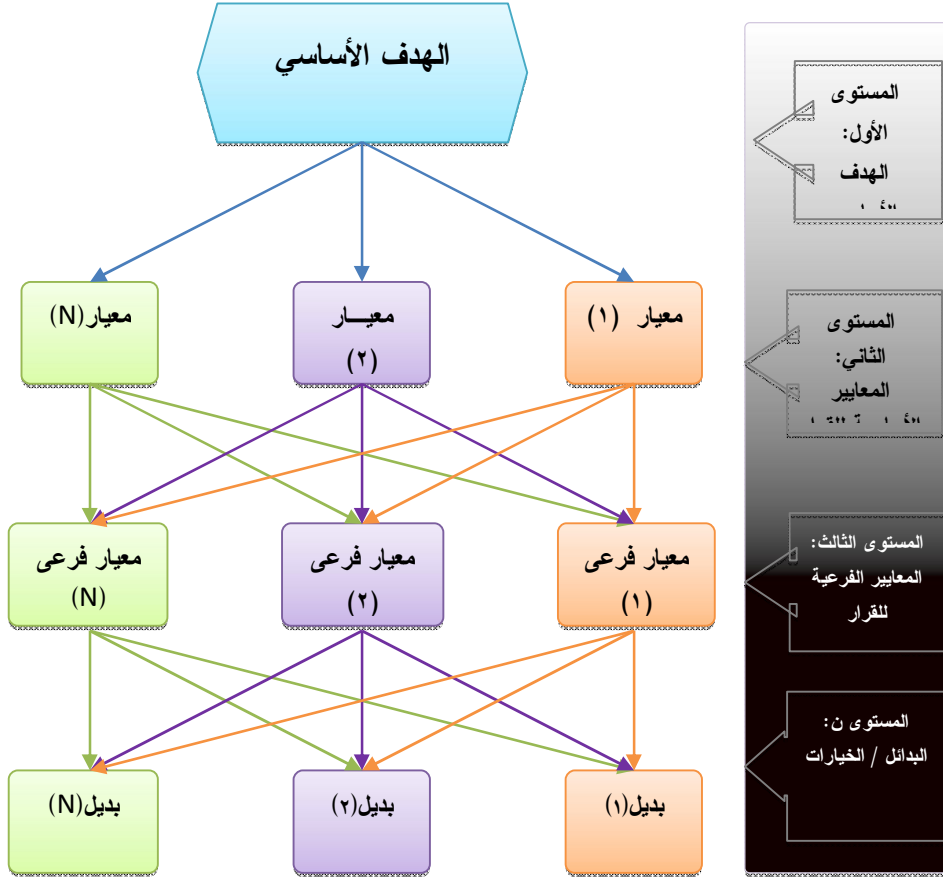 الهدف الأساسي
المستوى
الأول:
الهدف
معيار (١)
معيـــار
(٢)
معيار(N)
المستوى
الثاني:
المعايير
معيار فرعى
(١)
معيار فرعى
(٢)
معيار فرعى
(N)
المستوى الثالث:
المعايير الفرعية
للقرار
بديل(١)
بديل(٢)
بديل(N)
المستوى ن:
البدائل / الخيارات